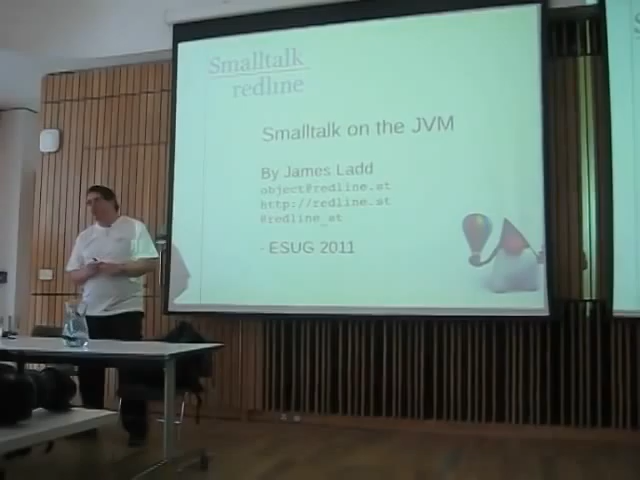 Smalltalk
redline
Smalltalk on the JVM
By James Ladd
object@redline.st
http://redline.st
@redline_st
- ESUG 2011